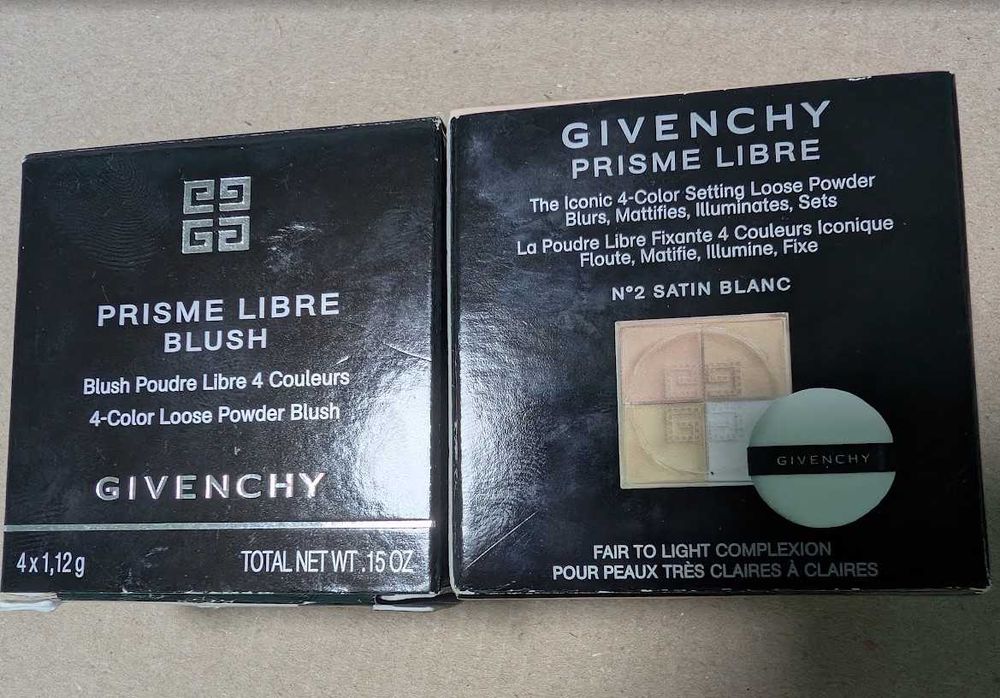 PRISME LIBRE
BLUSH
Blush Poudre Libre 4 Couleurs
4-Color Loose Powder Blush
GIVENCHY
4 x 1,12 g
TOTAL NET WT .15 OZ
GIVENCHY
PRISME LIBRE
The Iconic 4-Color Setting Loose Powder
Blurs, Mattifies, Illuminates, Sets
La Poudre Libre Fixante 4 Couleurs Iconique
Floute, Matifie, Illumine, Fixe
N°2 SATIN BLANC
GIVENCHY
FAIR TO LIGHT COMPLEXION
POUR PEAUX TRÈS CLAIRES À CLAIRES